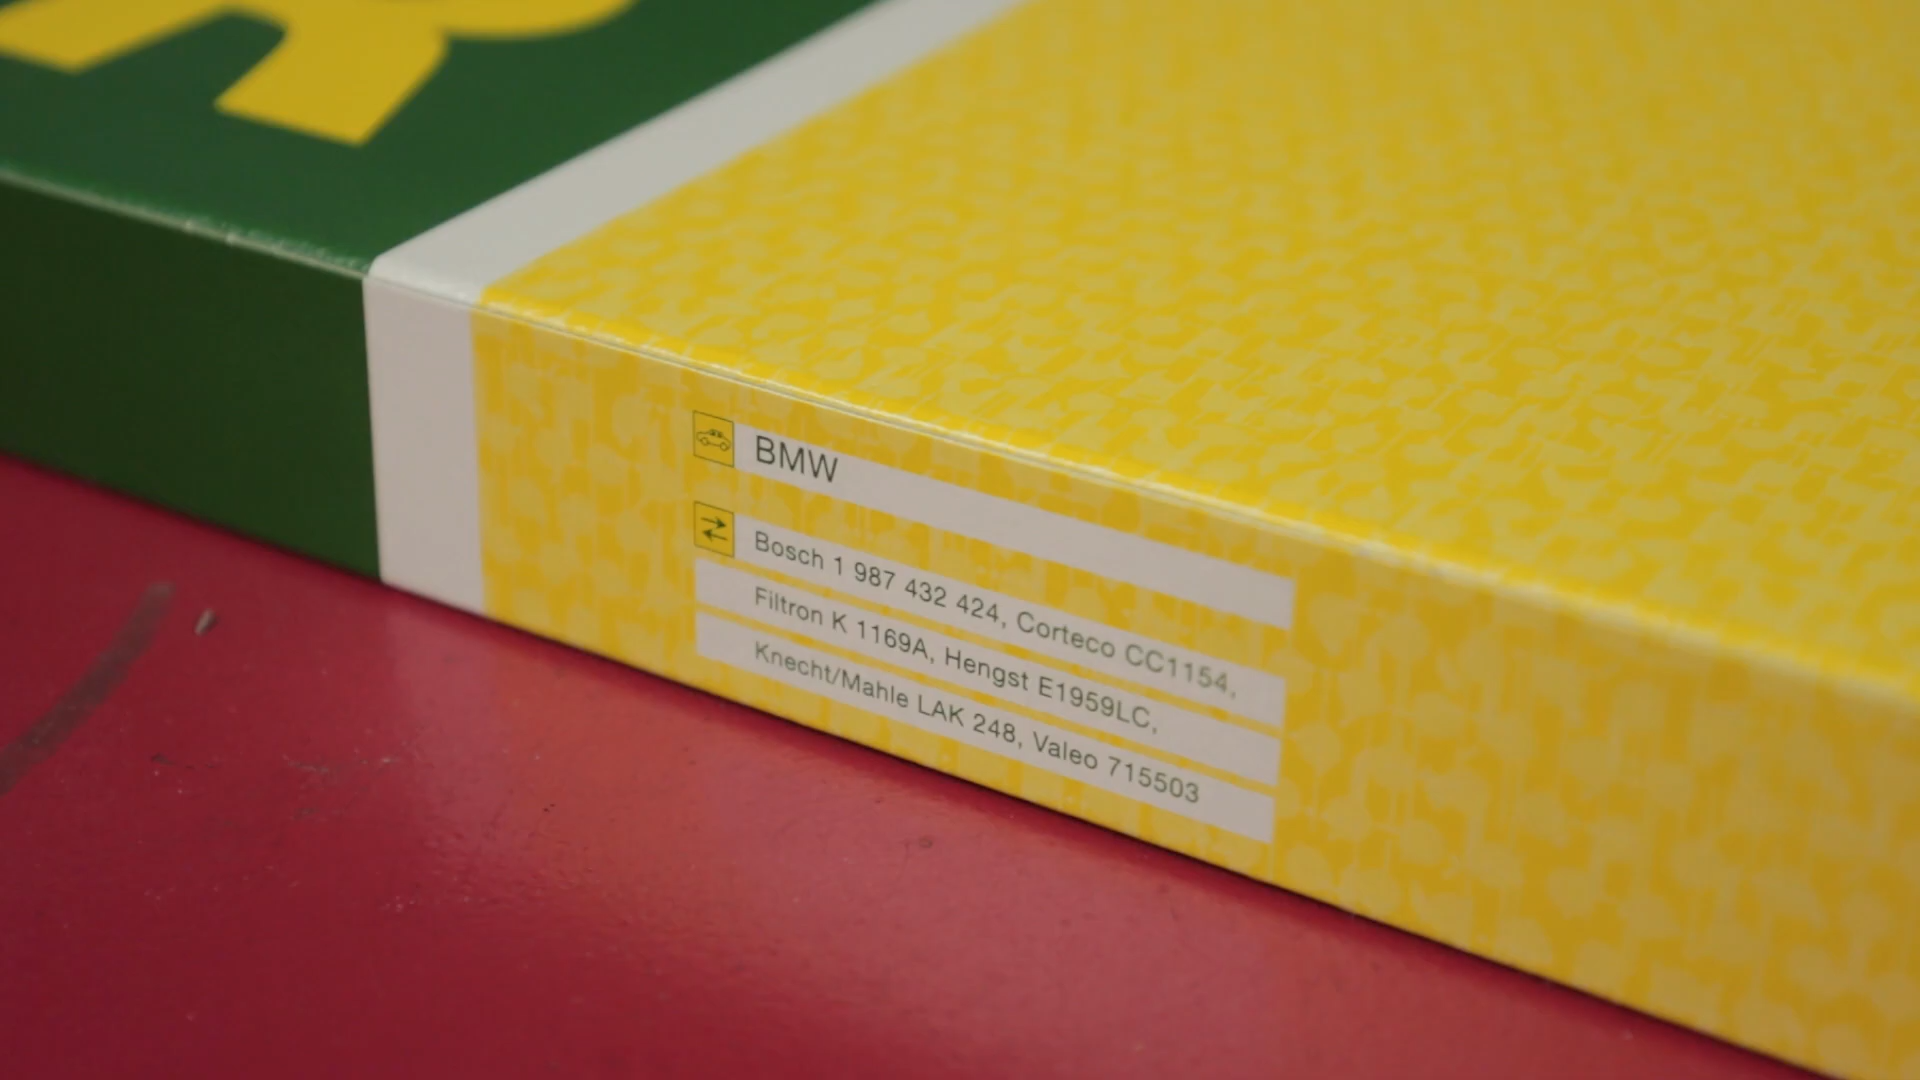 R
BMW
Bosch 1 987 432 424, Corteco CC1154,
Filtron K 1169A, Hengst E1959LC,
Knecht/Mahle LAK 248, Valeo 715503